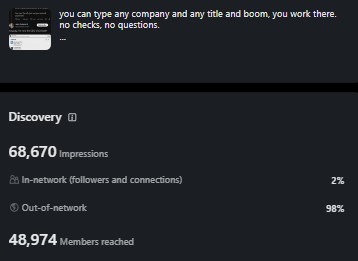 you can type any company and any title and boom, you work there.
no checks, no questions.
...
Discovery
68,670 Impressions
In-network (followers and connections) 2%
Out-of-network 98%
48,974 Members reached